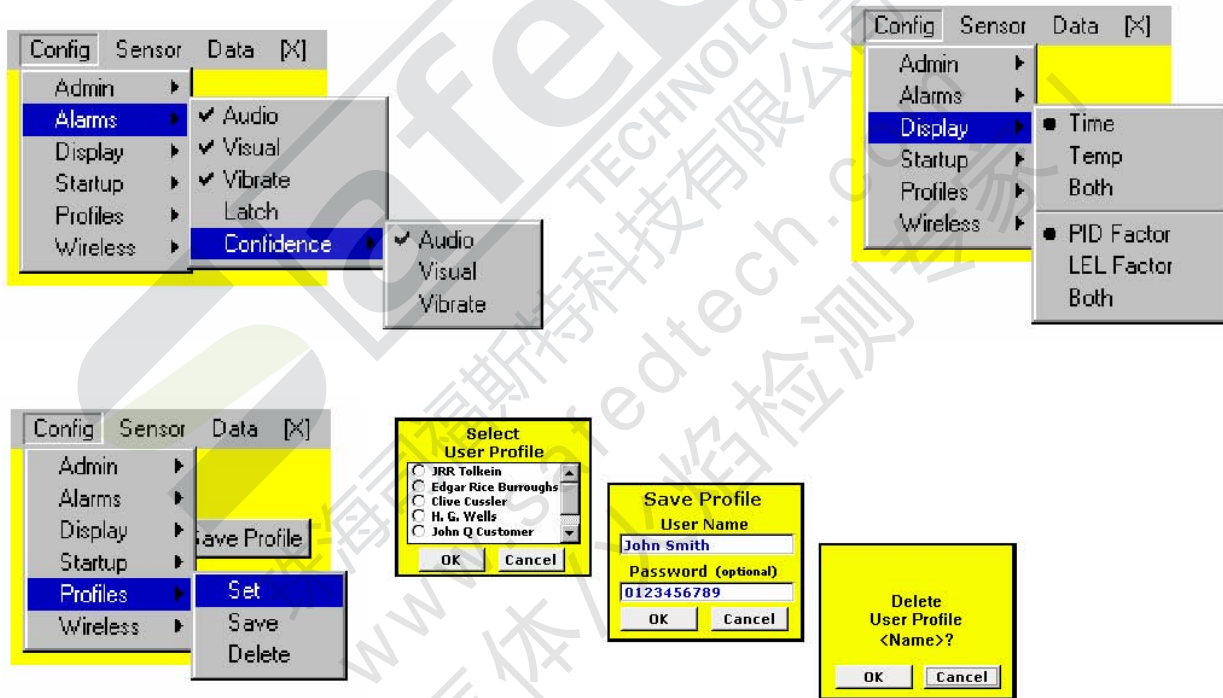 Config Sensor Data [X]
Admin
Alarms
Display
Startup
Profiles
Wireless
✔ Audio
✔ Visual
✔ Vibrate
Latch
Confidence
✔ Audio
Visual
Vibrate
Config Sensor Data [X]
Admin
Alarms
Display
Startup
Profiles
Wireless
● Time
Temp
Both
● PID Factor
LEL Factor
Both
Config Sensor Data [X]
Admin
Alarms
Display
Startup
Profiles
Wireless
Save Profile
Set
Save
Delete
Select
User Profile
JRR Tolkein
Edgar Rice Burroughs
Clive Cussler
H. G. Wells
John Q Customer
OK Cancel
Save Profile
User Name
John Smith
Password (optional)
0123456789
OK Cancel
Delete
User Profile
<Name>?
OK Cancel
www.safedtech.com